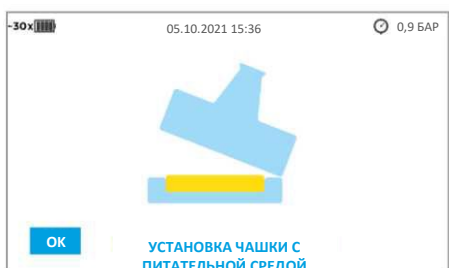 -30x
05.10.2021 15:36
0,9 БАР
OK
УСТАНОВКА ЧАШКИ С
ПИТАТЕЛЬНОЙ СРЕДОЙ